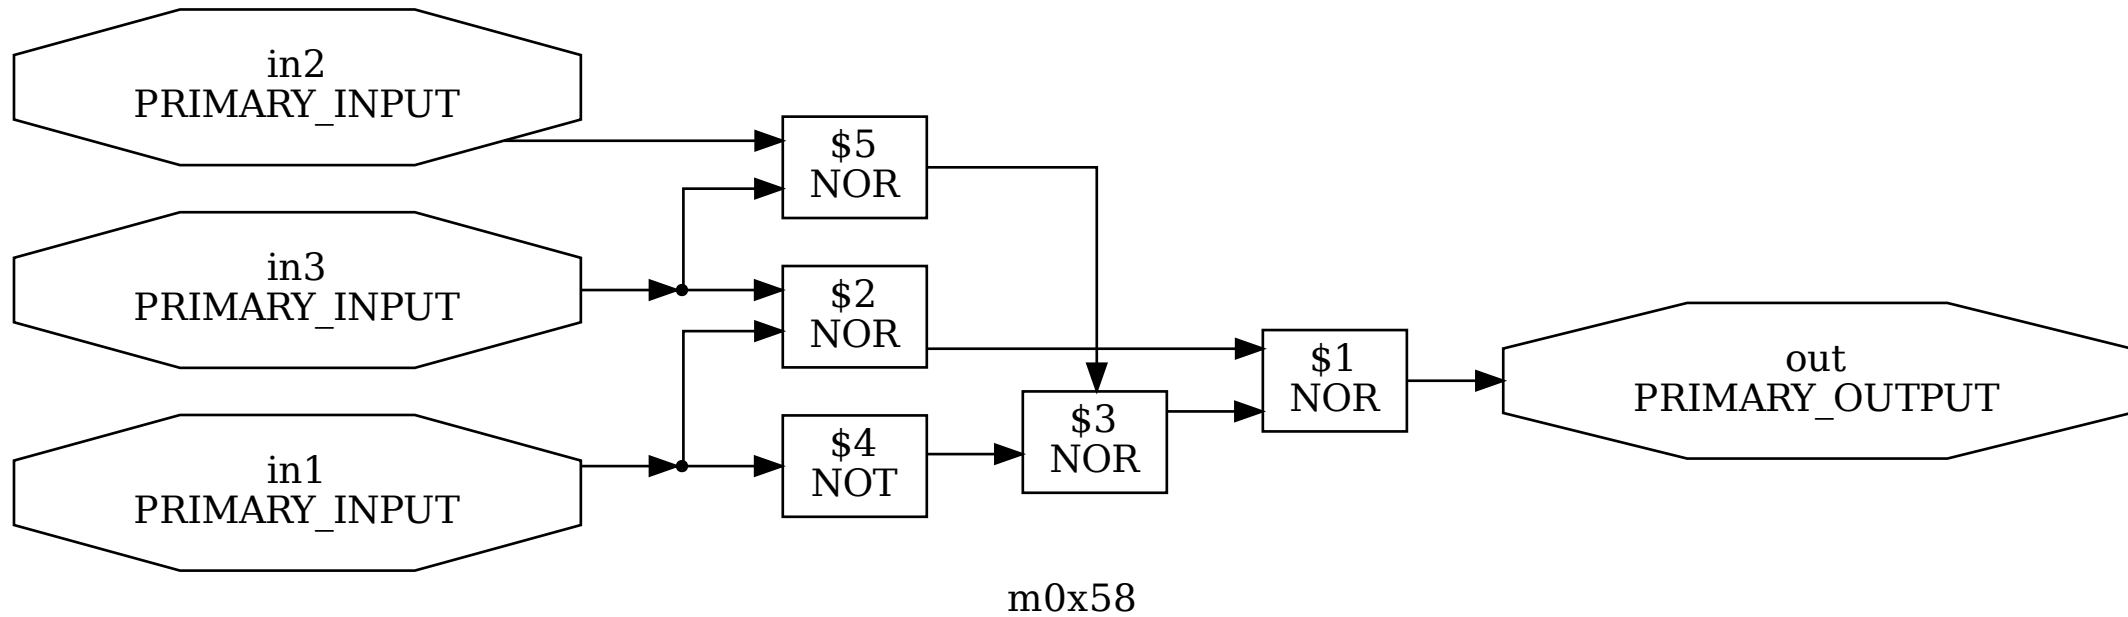 in2
PRIMARY_INPUT
$5
NOR
in3
PRIMARY_INPUT
$2
NOR
$1
NOR
out
PRIMARY_OUTPUT
$3
NOR
in1
PRIMARY_INPUT
$4
NOT
m0x58